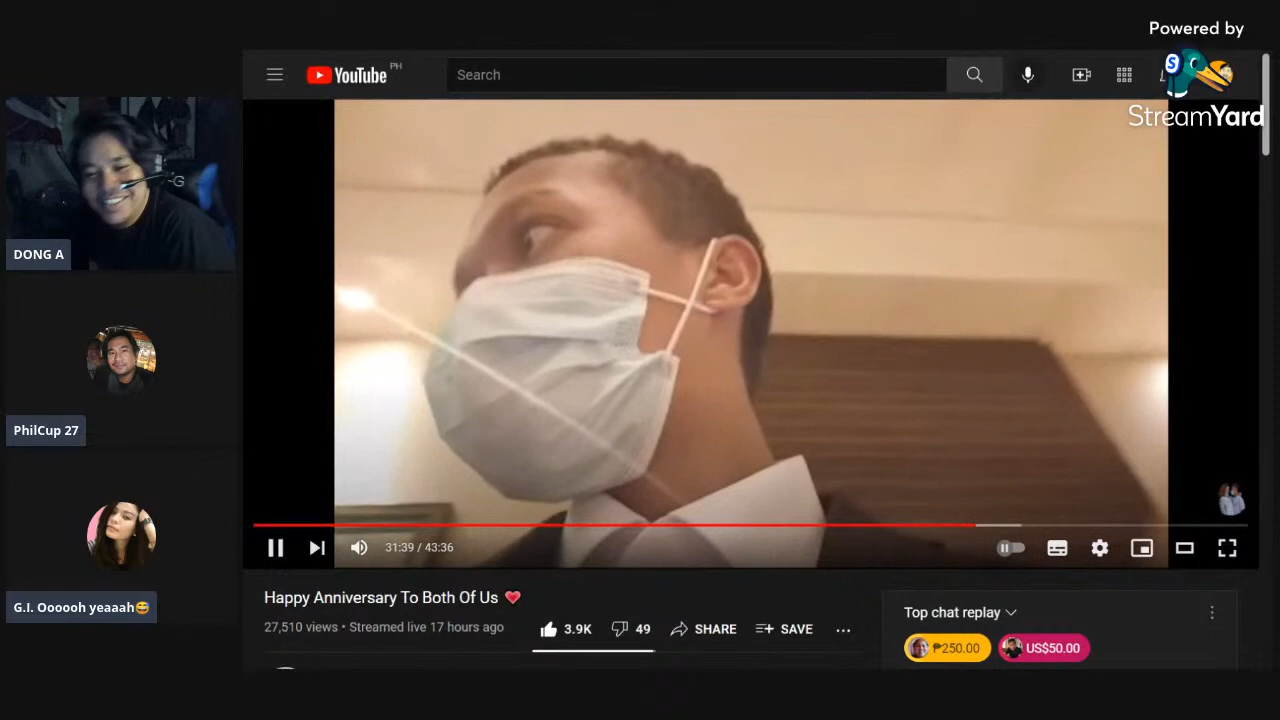 Powered by
StreamYard
YouTube PH
Search
DONG A
PhilCup 27
G.I. Oooooh yeaaah😅
31:39 / 43:36
Happy Anniversary To Both Of Us ❤️
27,510 views • Streamed live 17 hours ago
3.9K
49
SHARE
SAVE
Top chat replay
₱250.00
US$50.00